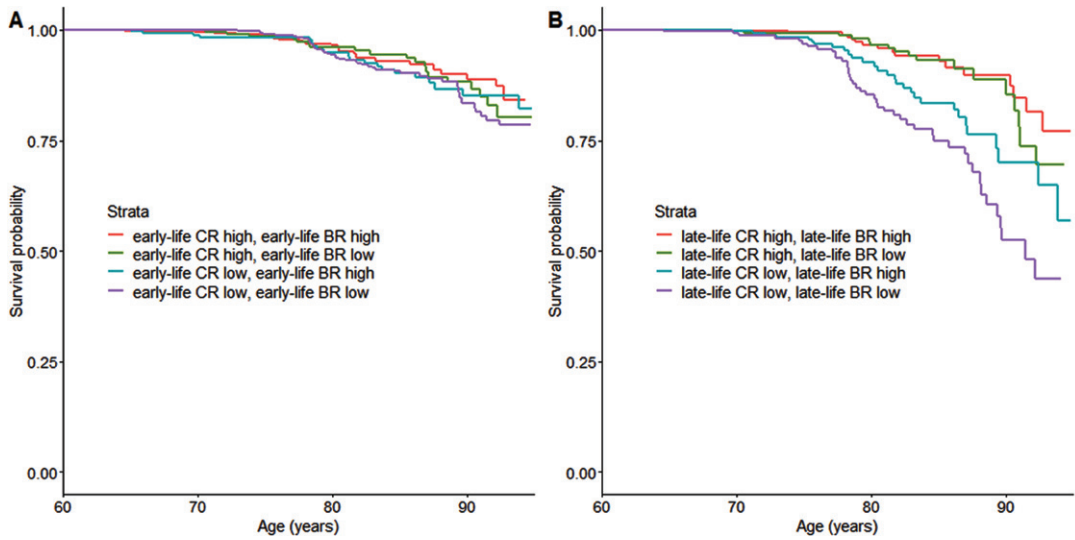 A
1.00
0.75
0.50
0.25
0.00
Survival probability
Strata
early-life CR high, early-life BR high
early-life CR high, early-life BR low
early-life CR low, early-life BR high
early-life CR low, early-life BR low
60 70 80 90
Age (years)
B
1.00
0.75
0.50
0.25
0.00
Survival probability
Strata
late-life CR high, late-life BR high
late-life CR high, late-life BR low
late-life CR low, late-life BR high
late-life CR low, late-life BR low
60 70 80 90
Age (years)